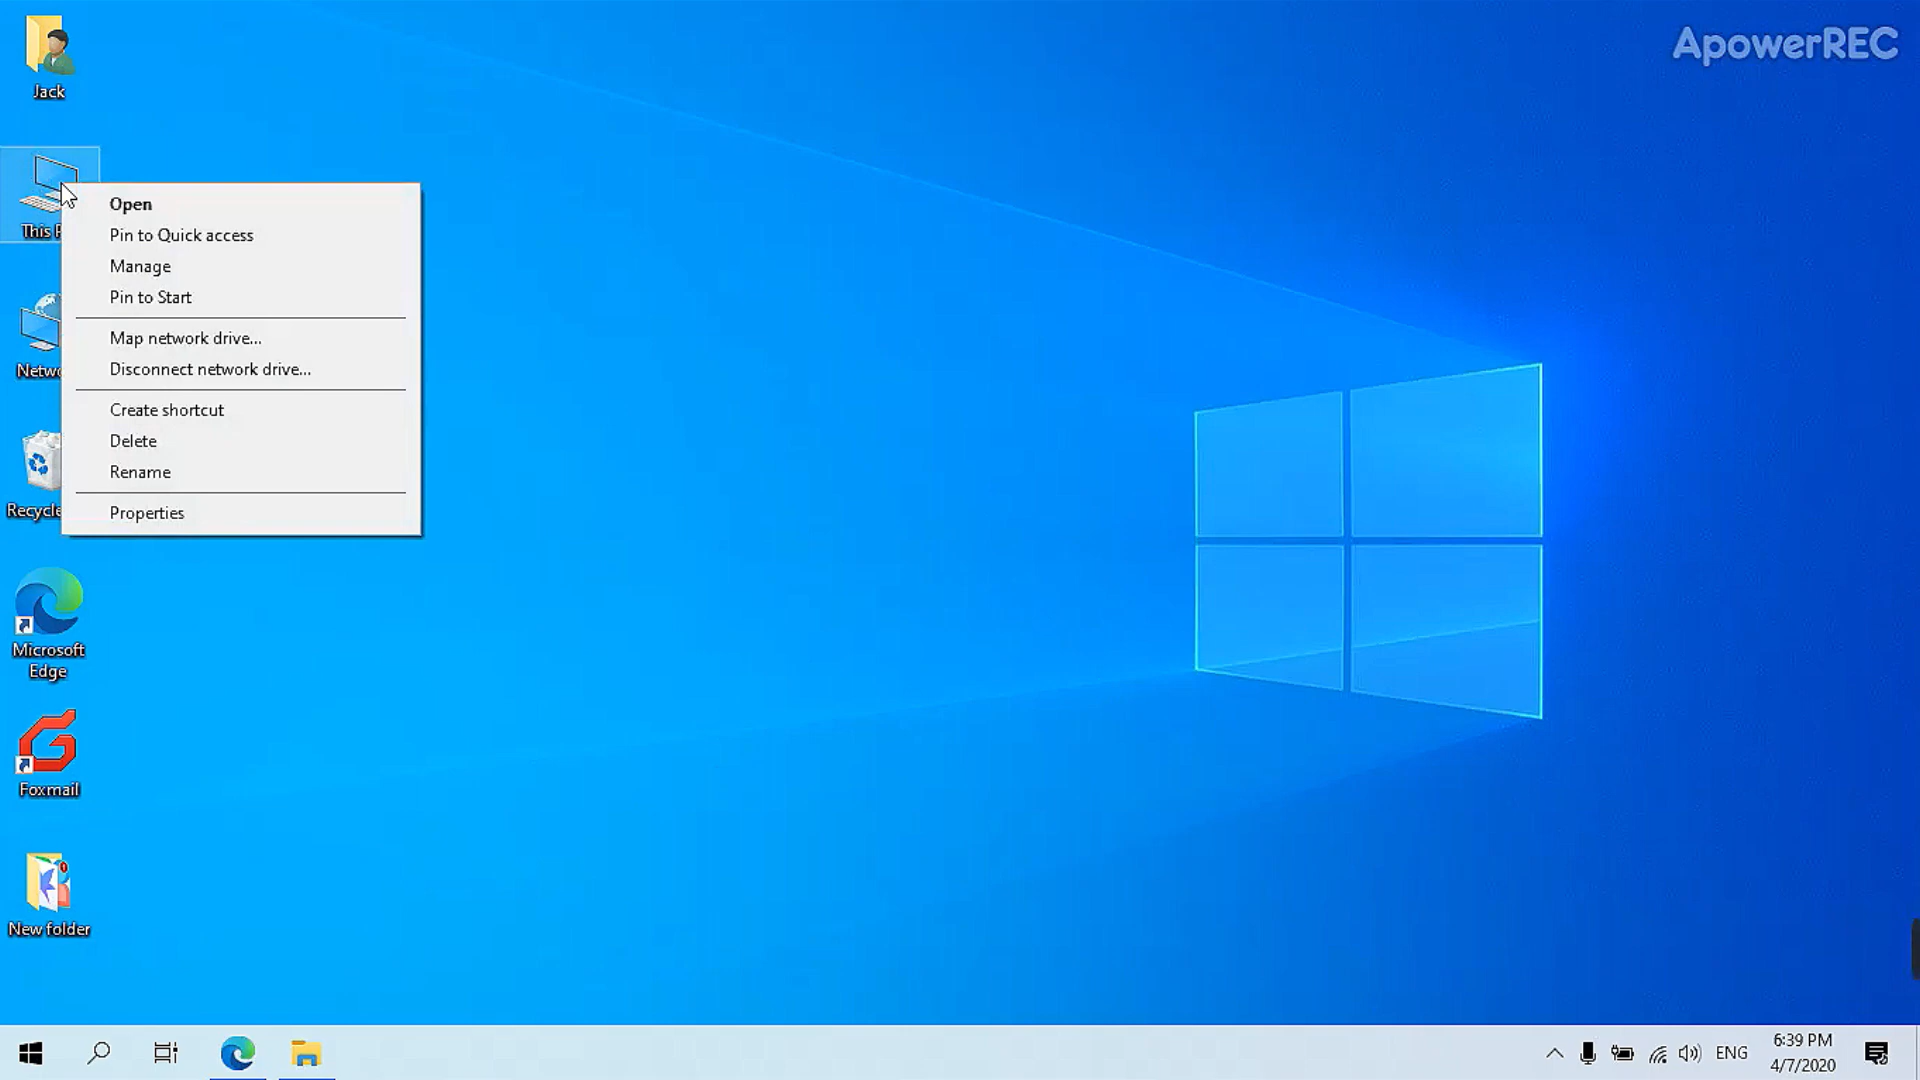 ApowerREC
Jack
This
Open
Pin to Quick access
Manage
Pin to Start
Map network drive...
Disconnect network drive...
Create shortcut
Delete
Rename
Properties
Microsoft
Edge
Foxmail
New folder
ENG
6:39 PM
4/7/2020